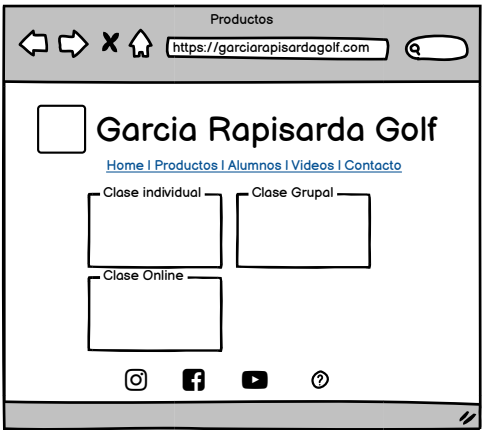 Productos
https://garciarapisardagolf.com
Garcia Rapisarda Golf
Home | Productos | Alumnos | Videos | Contacto
Clase individual
Clase Grupal
Clase Online